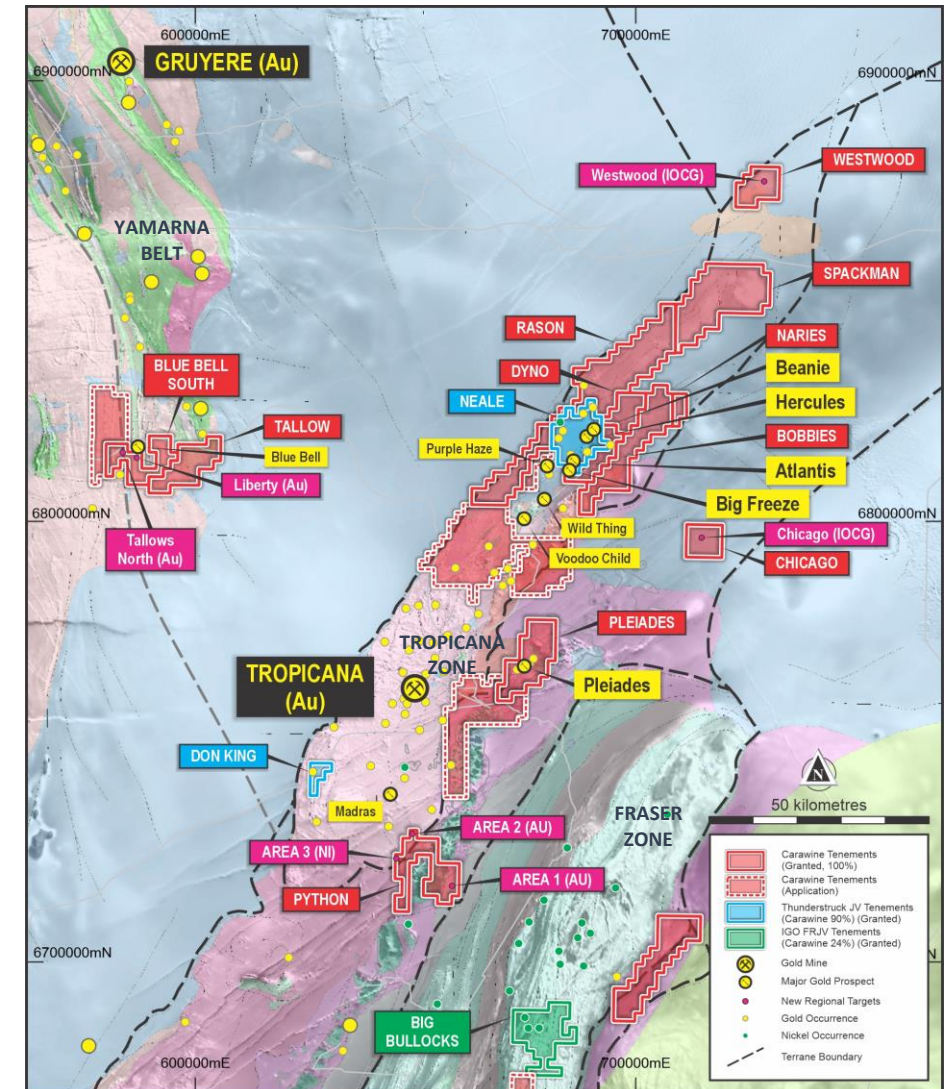 600000mE
700000mE
GRUYERE (Au)
6900000mN
6900000mN
Westwood (IOCG)
WESTWOOD
YAMARNA
BELT
SPACKMAN
RASON
NARIES
BLUE BELL
SOUTH
DYNO
Beanie
NEALE
Hercules
TALLOW
BOBBIES
Purple Haze
Blue Bell
Atlantis
Liberty (Au)
Big Freeze
6800000mN
6800000mN
Wild Thing
Chicago (IOCG)
Tallows
North (Au)
Voodoo Child
CHICAGO
PLEIADES
TROPICANA
ZONE
TROPICANA
(Au)
Pleiades
DON KING
N
50 kilometres
Madras
FRASER
ZONE
AREA 2 (AU)
AREA 3 (NI)
AREA 1 (AU)
PYTHON
Carawine Tenements
(Granted, 100%)
Carawine Tenements
(Application)
Thunderstruck JV Tenements
(Carawine 90%) (Granted)
IGO FRJV Tenements
(Carawine 24%) (Granted)
Gold Mine
Major Gold Prospect
New Regional Targets
Gold Occurrence
Nickel Occurrence
Terrane Boundary
6700000mN
6700000mN
BIG
BULLOCKS
600000mE
700000mE